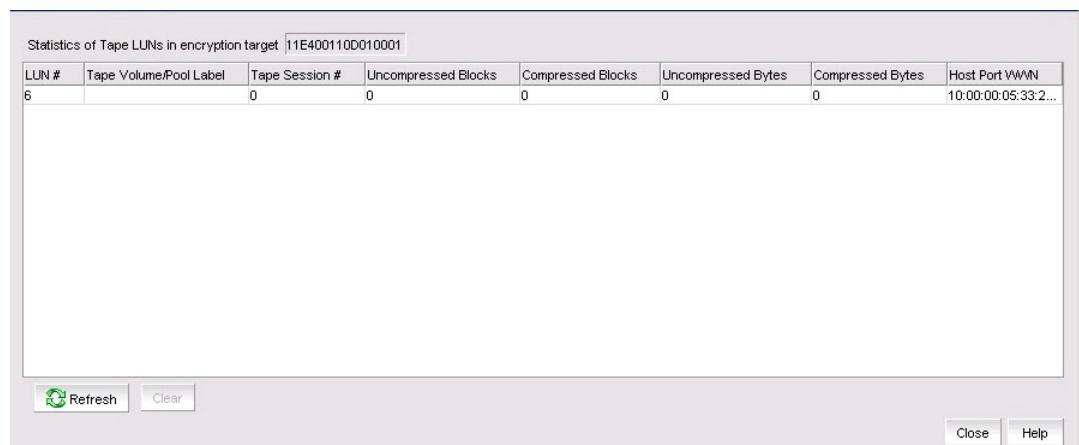 Statistics of Tape LUNs in encryption target 11E400110D010001
LUN # Tape Volume/Pool Label Tape Session # Uncompressed Blocks Compressed Blocks Uncompressed Bytes Compressed Bytes Host Port WWN
6 0 0 0 0 0 10:00:00:05:33:2...
Refresh Clear
Close Help